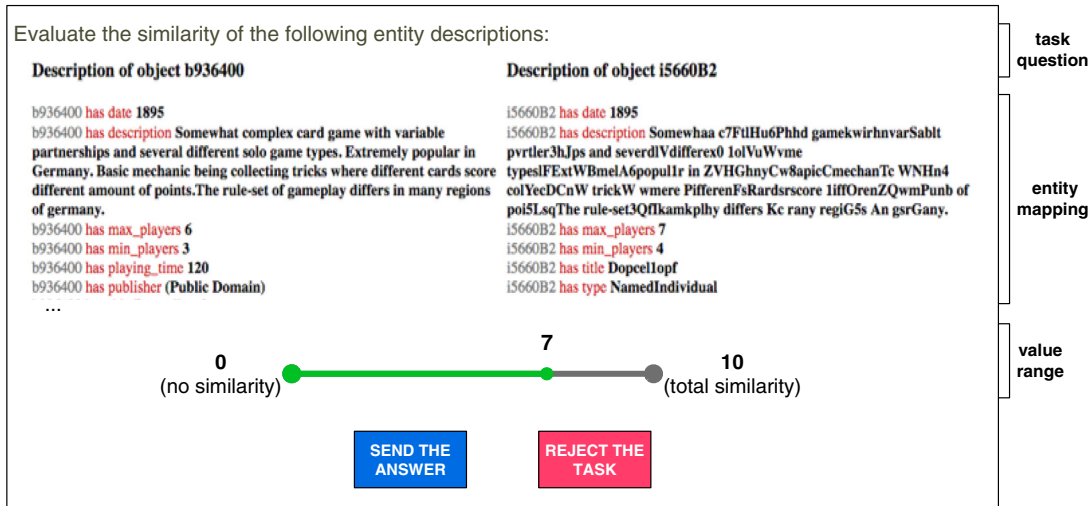 Evaluate the similarity of the following entity descriptions:
Description of object b936400
b936400 has date 1895
b936400 has description Somewhat complex card game with variable
partnerships and several different solo game types. Extremely popular in
Germany. Basic mechanic being collecting tricks where different cards score
different amount of points.The rule-set of gameplay differs in many regions
of germany.
b936400 has max_players 6
b936400 has min_players 3
b936400 has playing_time 120
b936400 has publisher (Public Domain)
...
Description of object i5660B2
i5660B2 has date 1895
i5660B2 has description Somewhaa c7FtlHu6Phhd gamekwirhnvarSablt
pvrtler3hJps and severdlVdifferex0 1olVuWvme
typeslFExtWBmelA6popul1r in ZVHGhnyCw8apicCmechanTc WNHn4
colYecDCnW trickW wmere PifferenFsRardsrscore 1iffOrenZQwmPunb of
poi5LsqThe rule-set3QfIkamkplhy differs Kc rany regiG5s An gsrGany.
i5660B2 has max_players 7
i5660B2 has min_players 4
i5660B2 has title Dopcel1opf
i5660B2 has type NamedIndividual
0
(no similarity)
7
10
(total similarity)
SEND THE
ANSWER
REJECT THE
TASK
task
question
entity
mapping
value
range